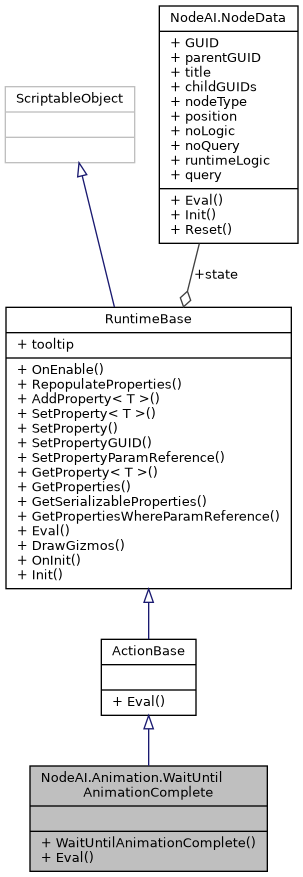 NodeAI.NodeData
+ GUID
+ parentGUID
+ title
+ childGUIDs
+ nodeType
+ position
+ noLogic
+ noQuery
+ runtimeLogic
+ query
+ Eval()
+ Init()
+ Reset()
ScriptableObject
+state
RuntimeBase
+ tooltip
+ OnEnable()
+ RepopulateProperties()
+ AddProperty< T >()
+ SetProperty< T >()
+ SetProperty()
+ SetPropertyGUID()
+ SetPropertyParamReference()
+ GetProperty< T >()
+ GetProperties()
+ GetSerializableProperties()
+ GetPropertiesWhereParamReference()
+ Eval()
+ DrawGizmos()
+ OnInit()
+ Init()
ActionBase
+ Eval()
NodeAI.Animation.WaitUntil
AnimationComplete
+ WaitUntilAnimationComplete()
+ Eval()